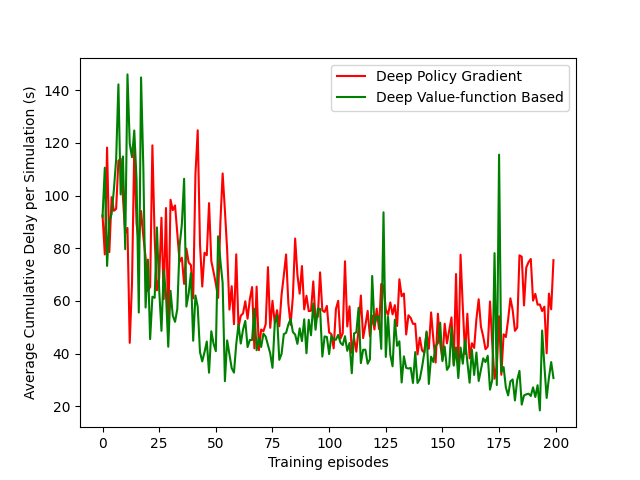 Deep Policy Gradient
Deep Value-function Based
Average Cumulative Delay per Simulation (s)
140
120
100
80
60
40
20
0 25 50 75 100 125 150 175 200
Training episodes